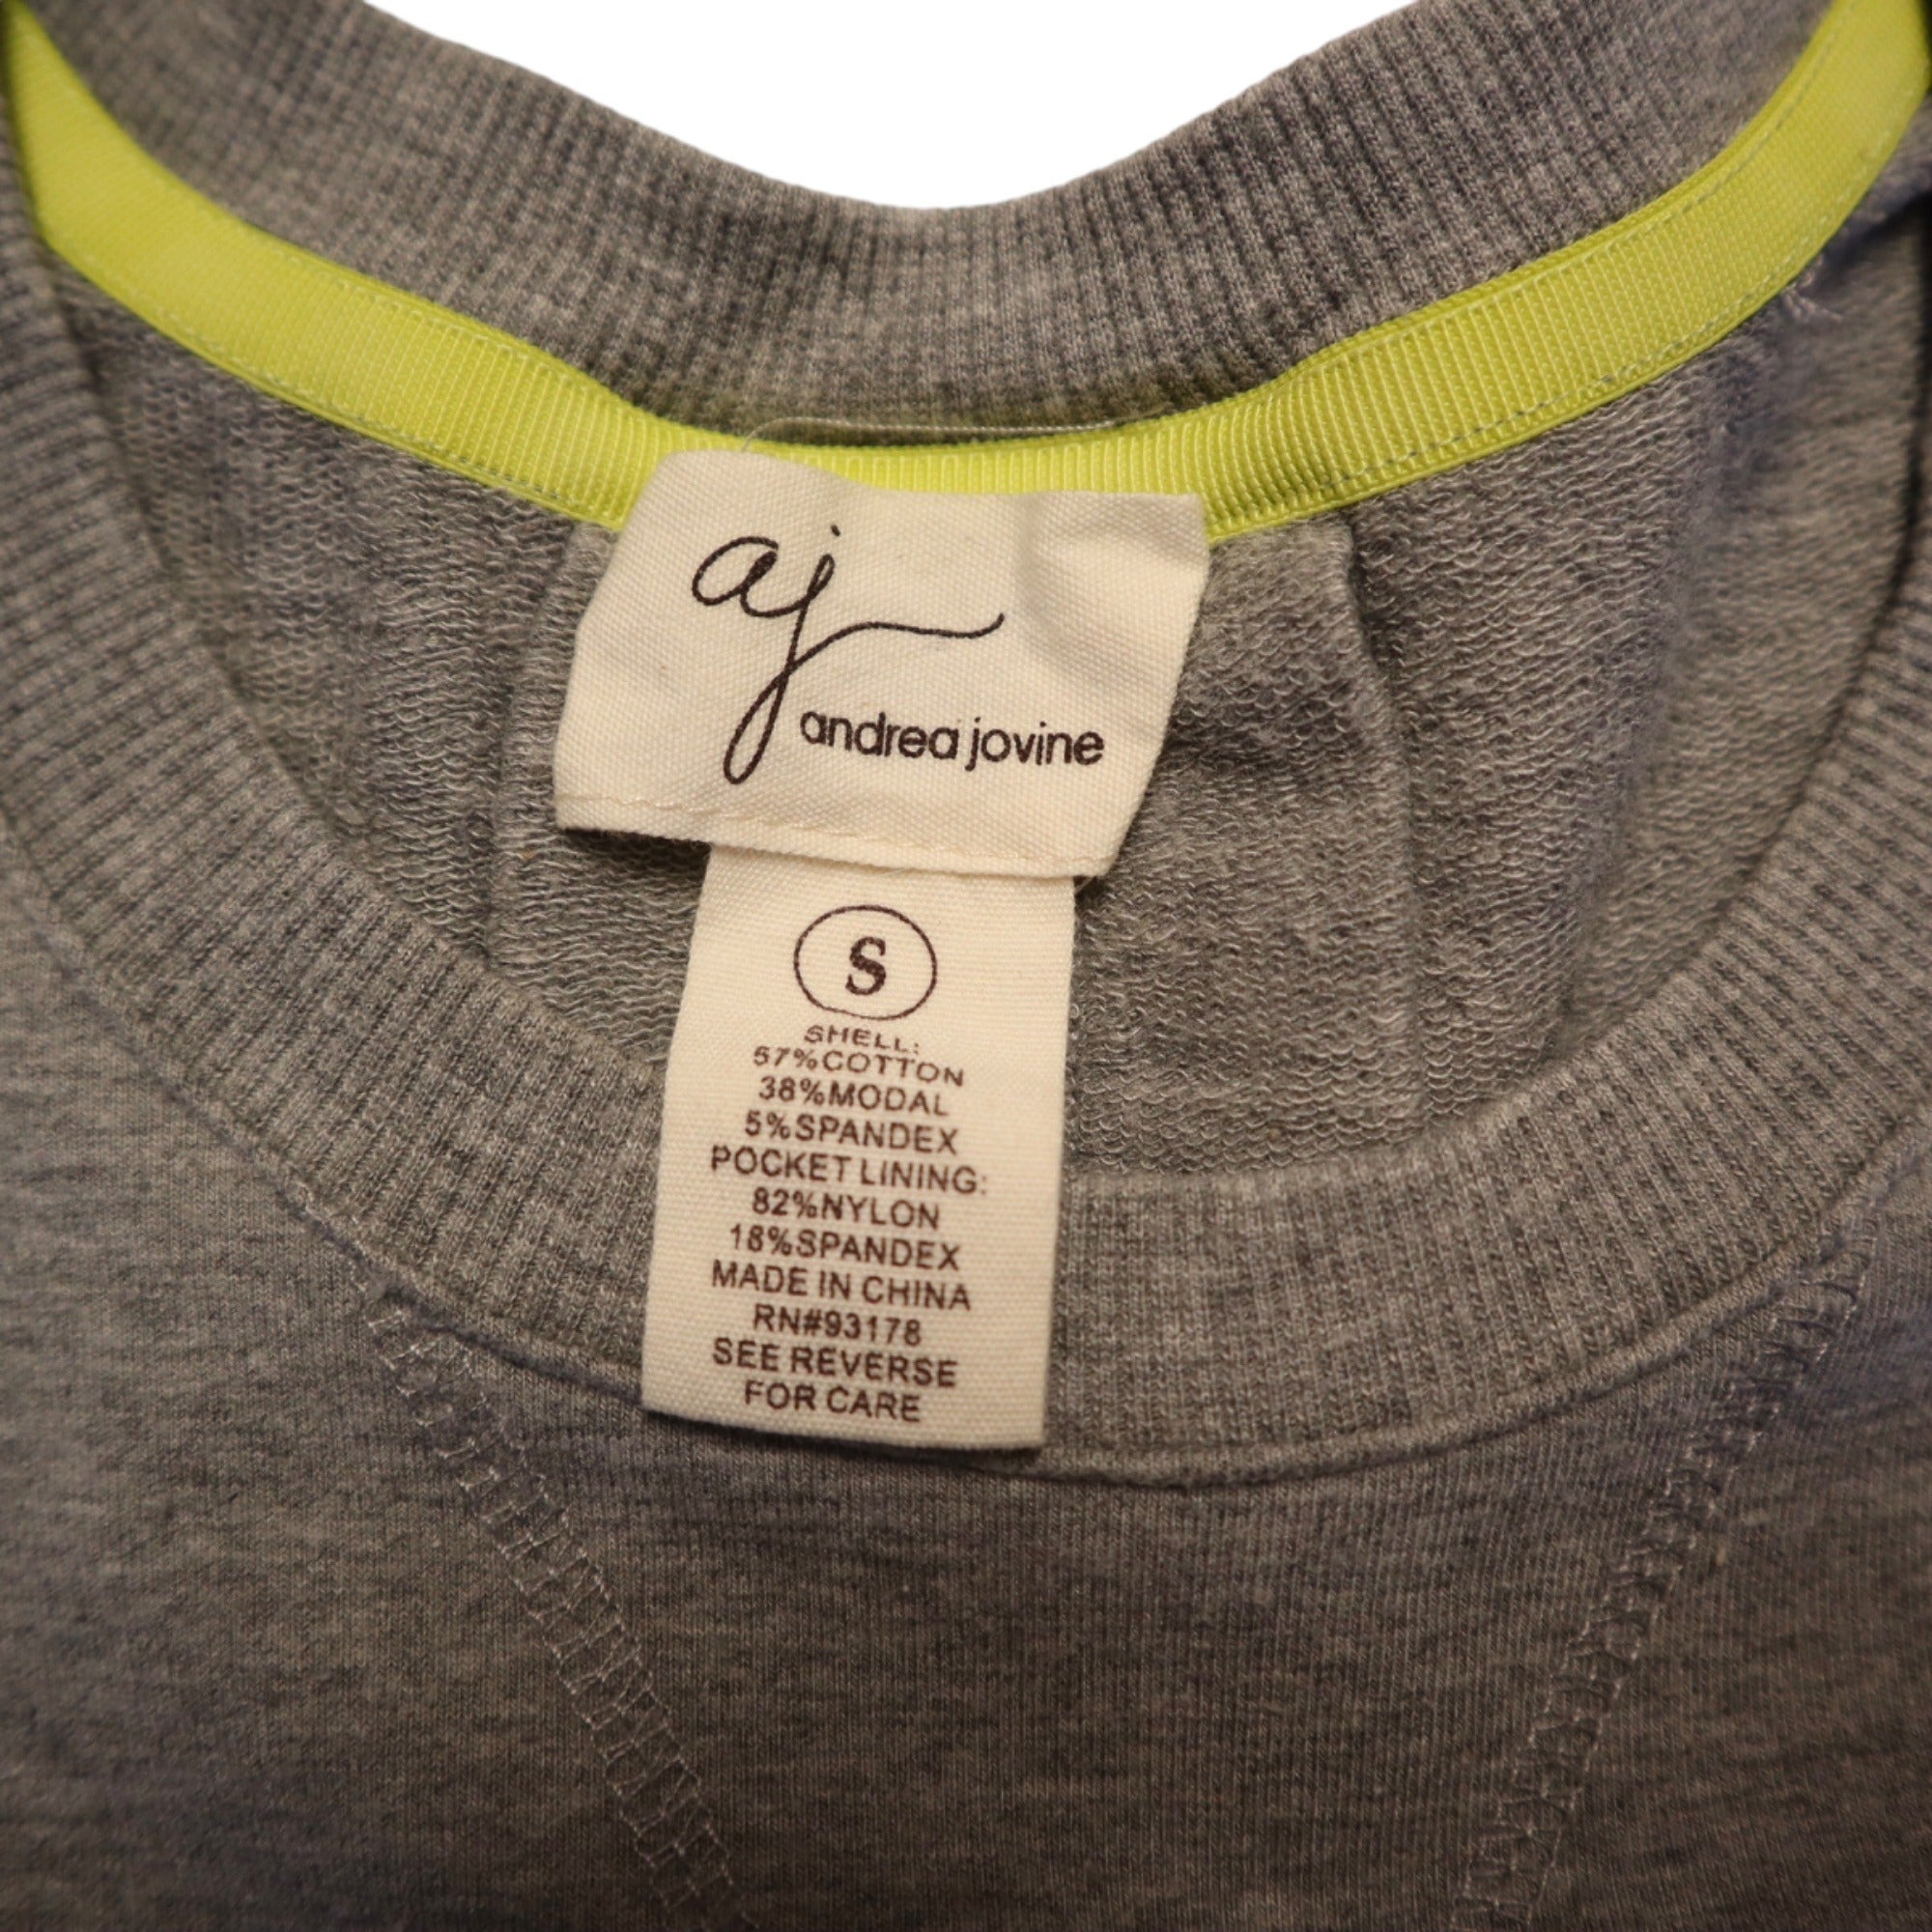 aj
andrea jovine
S
SHELL:
57%COTTON
38%MODAL
5%SPANDEX
POCKET LINING:
82%NYLON
18%SPANDEX
MADE IN CHINA
RN#93178
SEE REVERSE
FOR CARE